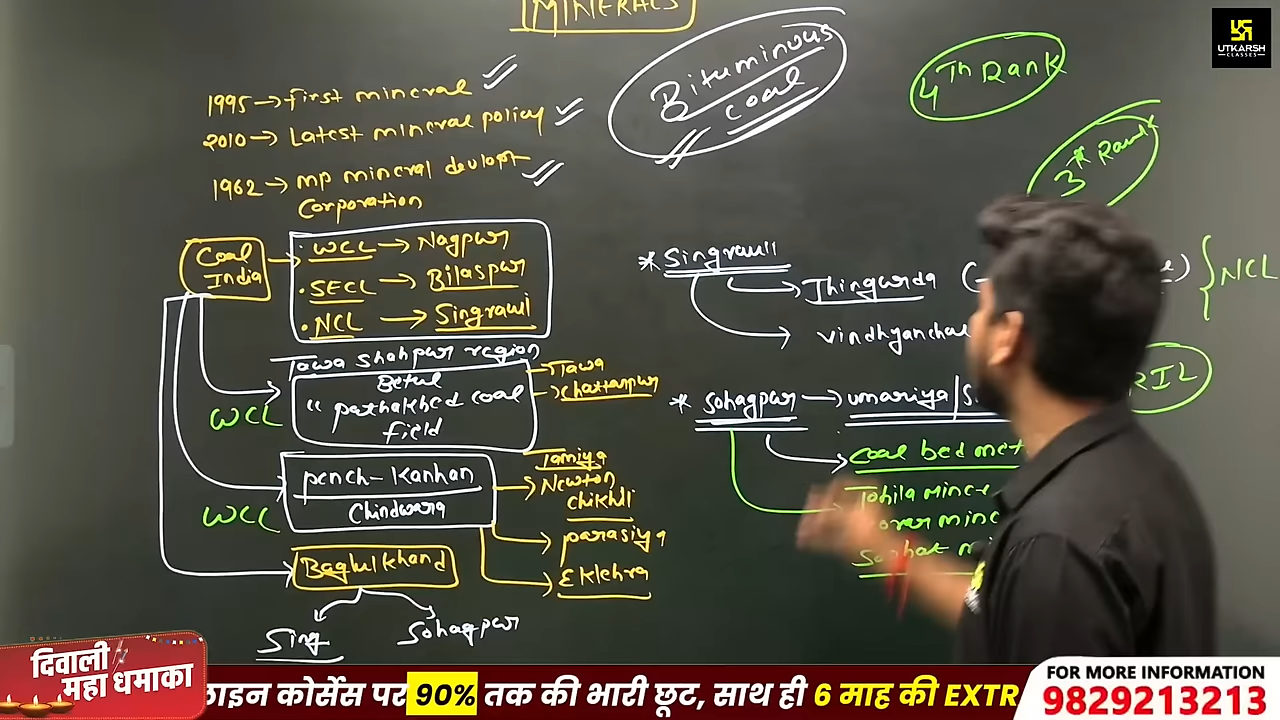 MINERALS
Bituminous
coal
4Th Rank
3rd Rank
UTKARSH
CLASSES
1995 → first mineral
2010 → Latest mineral policy
1962 → mp mineral devlopt
Corporation
Coal
India
WCL → Nagpur
SECL → Bilaspur
NCL → Singrauli
Tawa Shahpur region
Betul
" pathakhed coal
field
→ Tawa
→ Chattarpur
WCL
pench-Kanhan
Chindwara
WCL
Tamiya
Newton
chikhli
parasiya
Eklehra
Baghelkhand
Sing
Sohagpur
* Singrauli
Jhingurda (
) } NCL
vindhyanchal
* Sohagpur → umariya/S
RIL
coal bed met
Johila mine
Sohat
दिवाली
महा धमाका
लाइन कोर्सेस पर 90% तक की भारी छूट, साथ ही 6 माह की EXTR
FOR MORE INFORMATION
9829213213